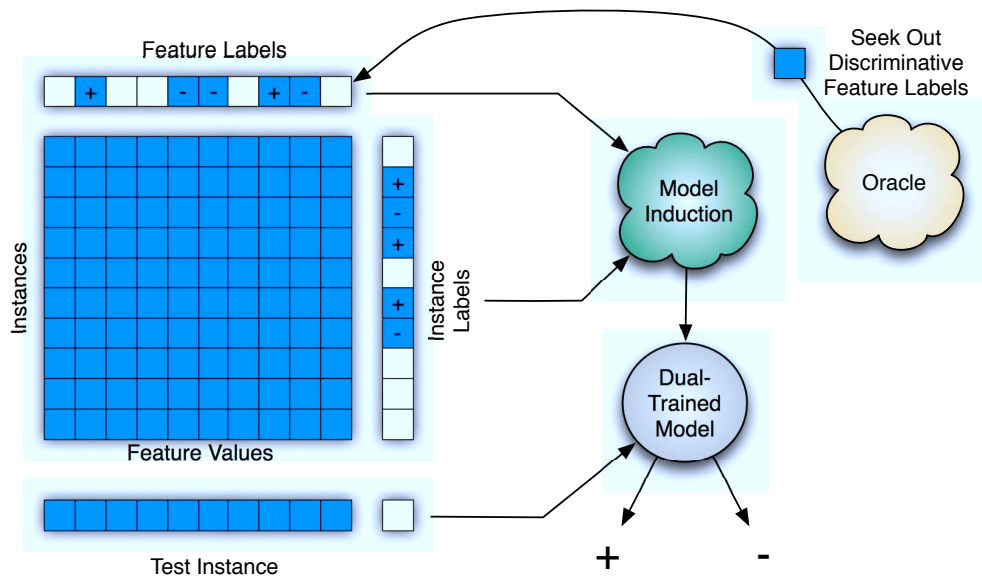 Feature Labels
+ - - + -
Seek Out
Discriminative
Feature Labels
Oracle
Model
Induction
Instances
+
-
+
+
-
Instance
Labels
Feature Values
Dual-
Trained
Model
+ -
Test Instance